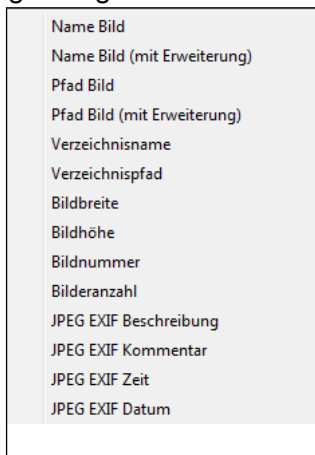 Name Bild
Name Bild (mit Erweiterung)
Pfad Bild
Pfad Bild (mit Erweiterung)
Verzeichnisname
Verzeichnispfad
Bildbreite
Bildhöhe
Bildnummer
Bilderanzahl
JPEG EXIF Beschreibung
JPEG EXIF Kommentar
JPEG EXIF Zeit
JPEG EXIF Datum